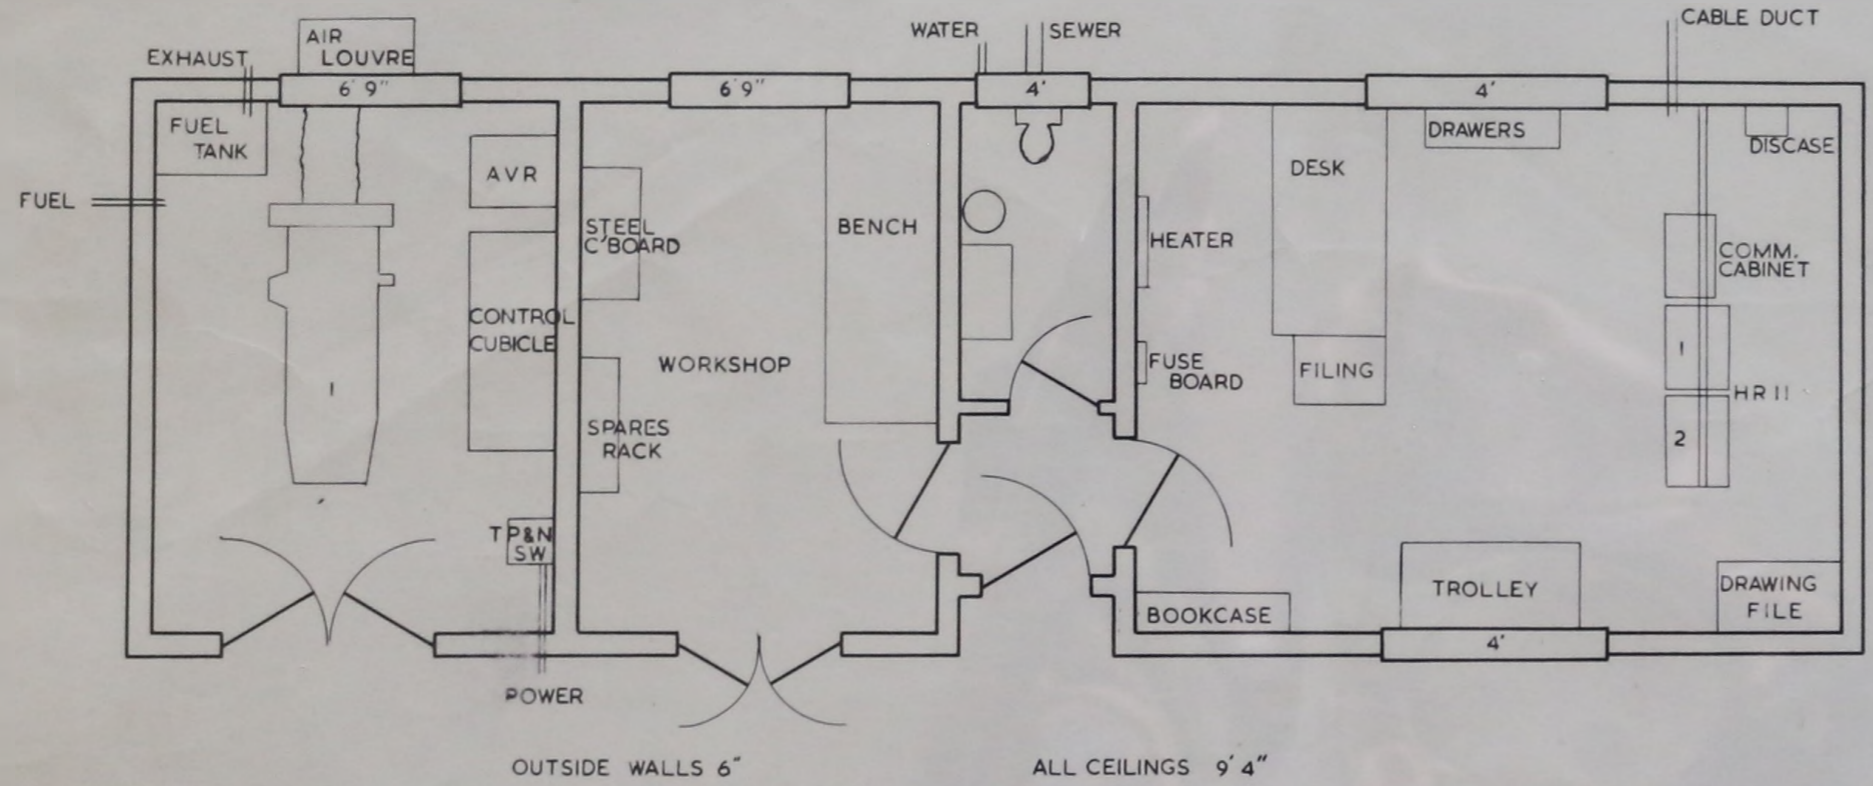 CABLE DUCT
WATER
SEWER
AIR
LOUVRE
EXHAUST
6' 9"
6' 9"
4'
4'
FUEL
TANK
DRAWERS
DISCASE
AVR
DESK
FUEL
STEEL
C'BOARD
BENCH
HEATER
COMM.
CABINET
CONTROL
CUBICLE
WORKSHOP
FUSE
BOARD
FILING
1
1
HR II
2
SPARES
RACK
T P&N
SW
BOOKCASE
TROLLEY
DRAWING
FILE
4'
POWER
OUTSIDE WALLS 6"
ALL CEILINGS 9' 4"